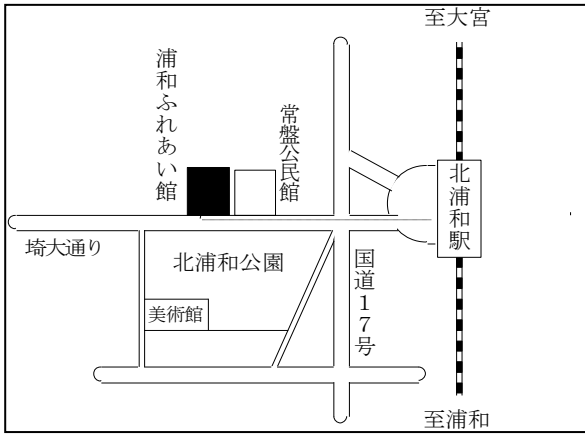 至大宮
浦和ふれあい館
常盤公民館
北浦和駅
埼大通り
北浦和公園
国道17号
美術館
至浦和